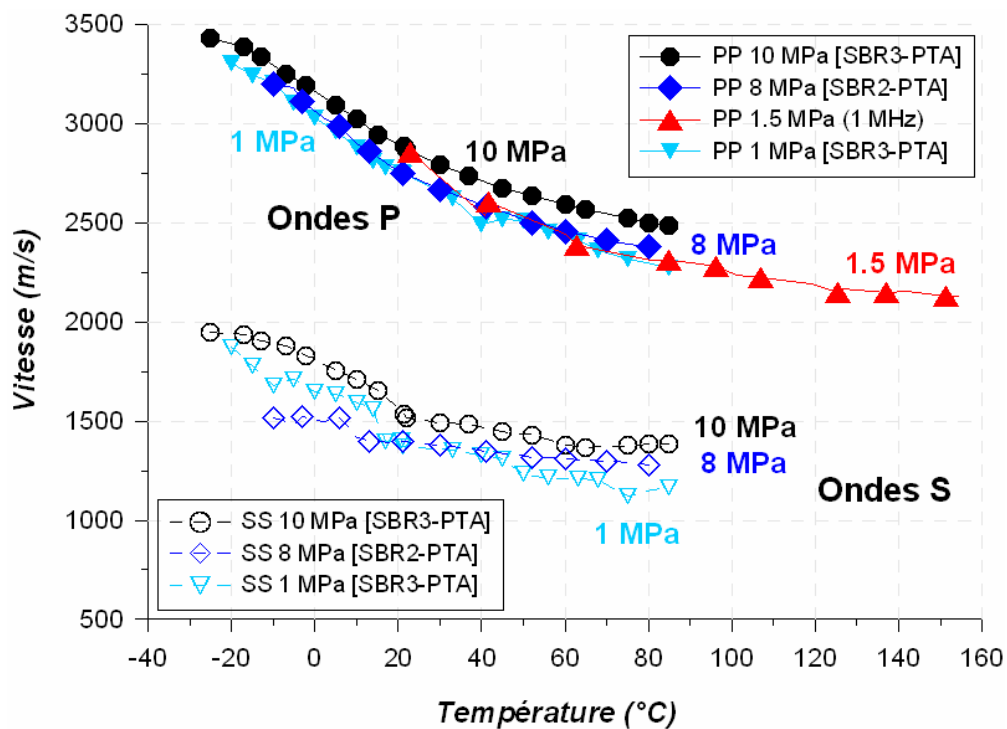 3500
3000
2500
2000
1500
1000
500
Vitesse (m/s)
PP 10 MPa [SBR3-PTA]
PP 8 MPa [SBR2-PTA]
PP 1.5 MPa (1 MHz)
PP 1 MPa [SBR3-PTA]
1 MPa
10 MPa
Ondes P
8 MPa
1.5 MPa
10 MPa
8 MPa
Ondes S
1 MPa
SS 10 MPa [SBR3-PTA]
SS 8 MPa [SBR2-PTA]
SS 1 MPa [SBR3-PTA]
-40 -20 0 20 40 60 80 100 120 140 160
Température (°C)